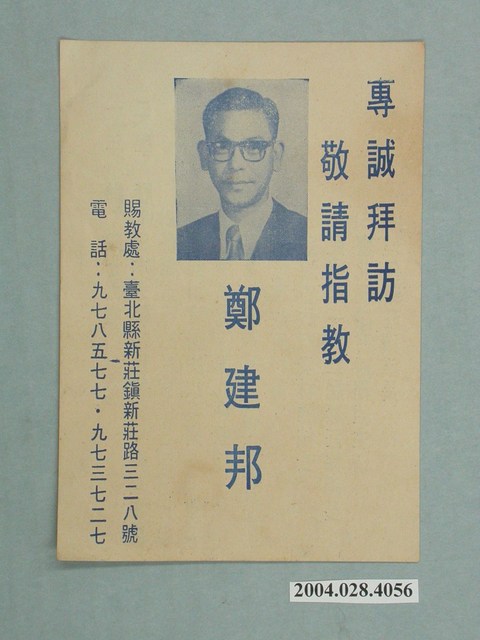 專誠拜訪
敬請指教
鄭建邦
賜教處：臺北縣新莊鎮新莊路三二八號
電話：九七八五七七・九七三七二七
2004.028.4056